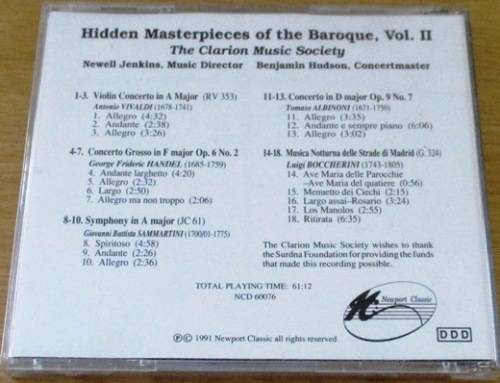 Hidden Masterpieces of the Baroque, Vol. II
The Clarion Music Society
Newell Jenkins, Music Director Benjamin Hudson, Concertmaster
1-3. Violin Concerto in A Major (RV 353)
Antonio VIVALDI (1678-1741)
1. Allegro (4:32)
2. Andante (2:38)
3. Allegro (3:26)
4-7. Concerto Grosso in F major Op. 6 No. 2
George Frideric HANDEL (1685-1759)
4. Andante larghetto (4:20)
5. Allegro (2:32)
6. Largo (2:50)
7. Allegro ma non troppo (2:06)
8-10. Symphony in A major (JC 61)
Giovanni Battista SAMMARTINI (1700/01-1775)
8. Spiritoso (4:58)
9. Andante (2:26)
10. Allegro (2:36)
11-13. Concerto in D major Op. 9 No. 7
Tomaso ALBINONI (1671-1750)
11. Allegro (3:35)
12. Andante e sempre piano (6:06)
13. Allegro (3:02)
14-18. Musica Notturna delle Strade di Madrid (G. 324)
Luigi BOCCHERINI (1743-1805)
14. Ave Maria delle Parocchie
–Ave Maria del quatiere (0:56)
15. Menuetto dei Ciechi (2:15)
16. Largo assai–Rosario (3:24)
17. Los Manolos (2:55)
18. Ritirata (6:35)
The Clarion Music Society wishes to thank
the Surdna Foundation for providing the funds
that made this recording possible.
TOTAL PLAYING TIME: 61:12
NCD 60076
Newport Classic
DDD
℗© 1991 Newport Classic all rights reserved